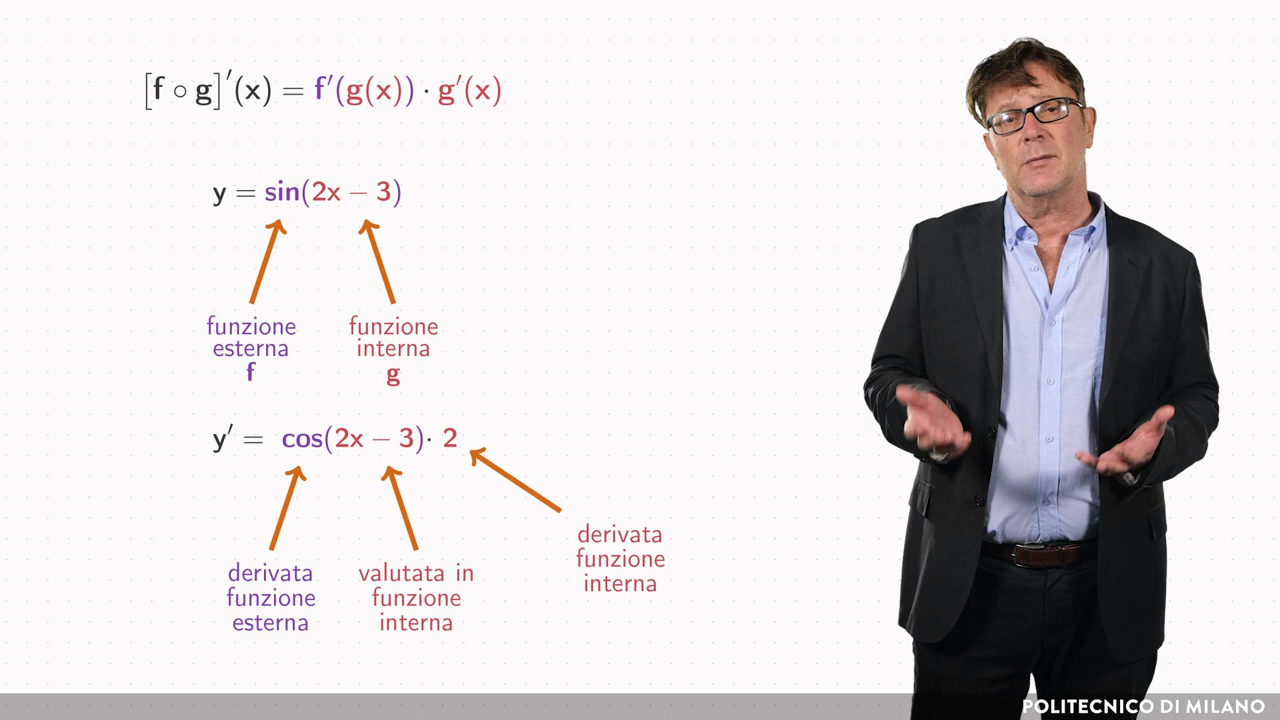 [f ∘ g]′(x) = f′(g(x)) · g′(x)
y = sin(2x − 3)
funzione
esterna
f
funzione
interna
g
y′ = cos(2x − 3) · 2
derivata
funzione
esterna
valutata in
funzione
interna
derivata
funzione
interna
POLITECNICO DI MILANO